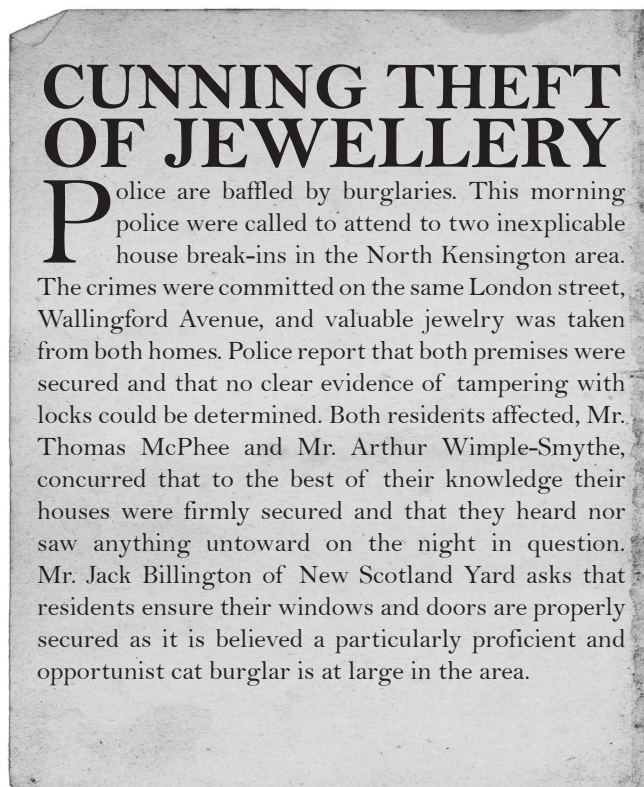 CUNNING THEFT
OF JEWELLERY
Police are baffled by burglaries. This morning
police were called to attend to two inexplicable
house break-ins in the North Kensington area.
The crimes were committed on the same London street,
Wallingford Avenue, and valuable jewelry was taken
from both homes. Police report that both premises were
secured and that no clear evidence of tampering with
locks could be determined. Both residents affected, Mr.
Thomas McPhee and Mr. Arthur Wimple-Smythe,
concurred that to the best of their knowledge their
houses were firmly secured and that they heard nor
saw anything untoward on the night in question.
Mr. Jack Billington of New Scotland Yard asks that
residents ensure their windows and doors are properly
secured as it is believed a particularly proficient and
opportunist cat burglar is at large in the area.